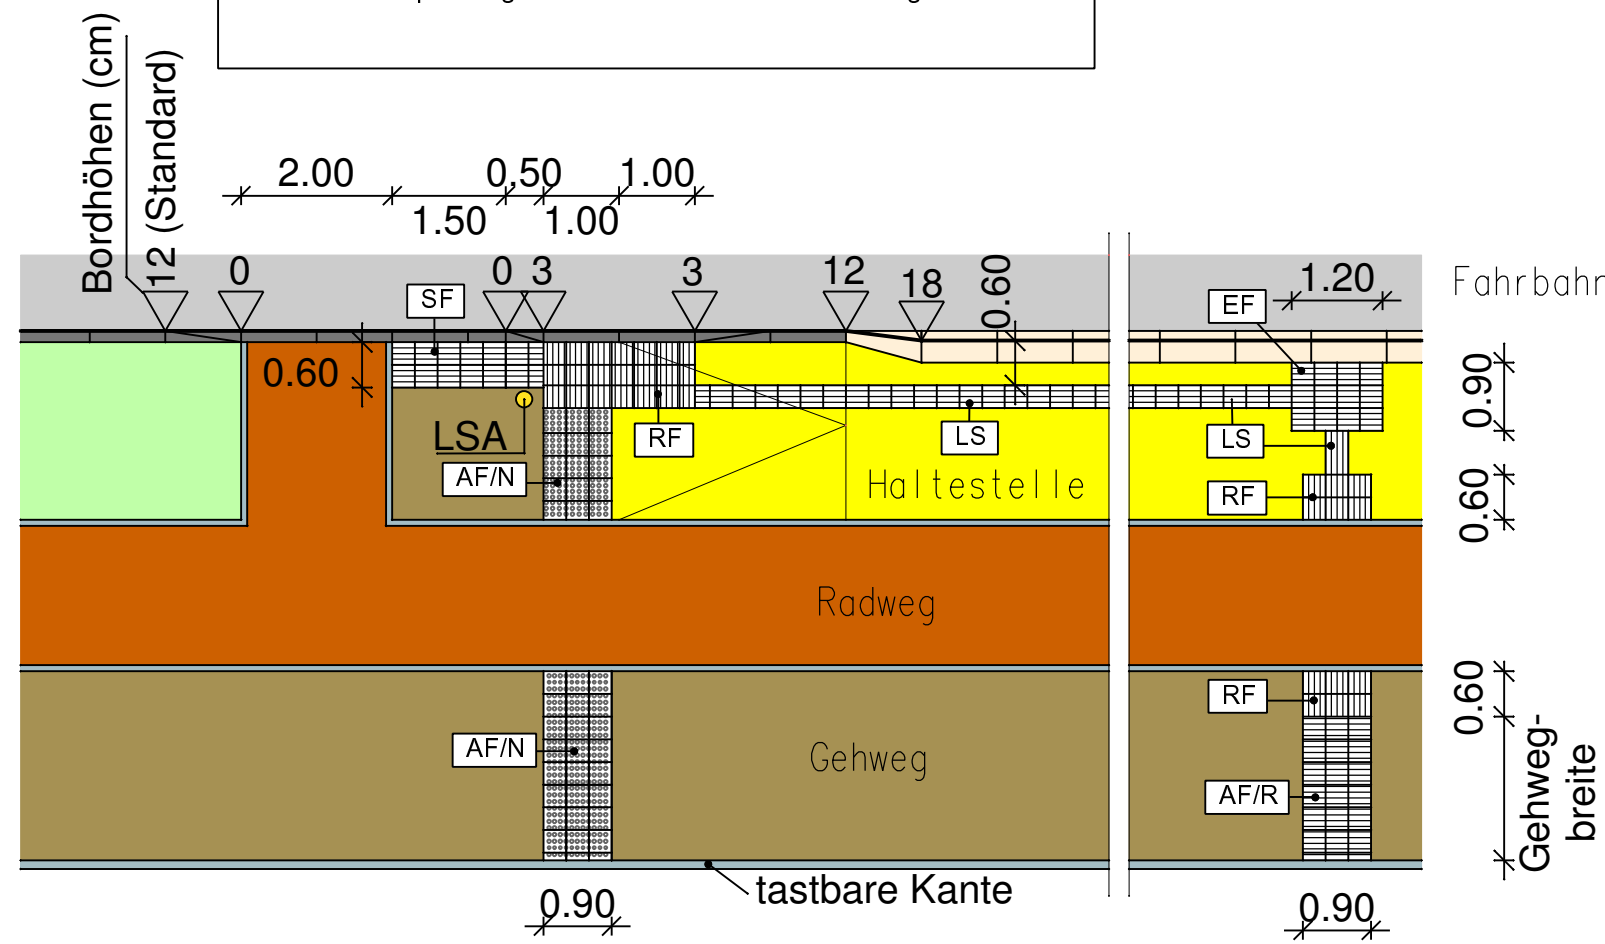 Bordhöhen (cm)
12 (Standard)
2.00
0,50
1.00
1.50
1.00
0
0
3
3
12
18
0.60
1.20
Fahrbahn
SF
EF
0.60
0.90
LSA
RF
LS
LS
AF/N
Haltestelle
RF
0.60
Radweg
RF
0.60
AF/N
Gehweg
AF/R
Gehweg-
breite
tastbare Kante
0.90
0.90